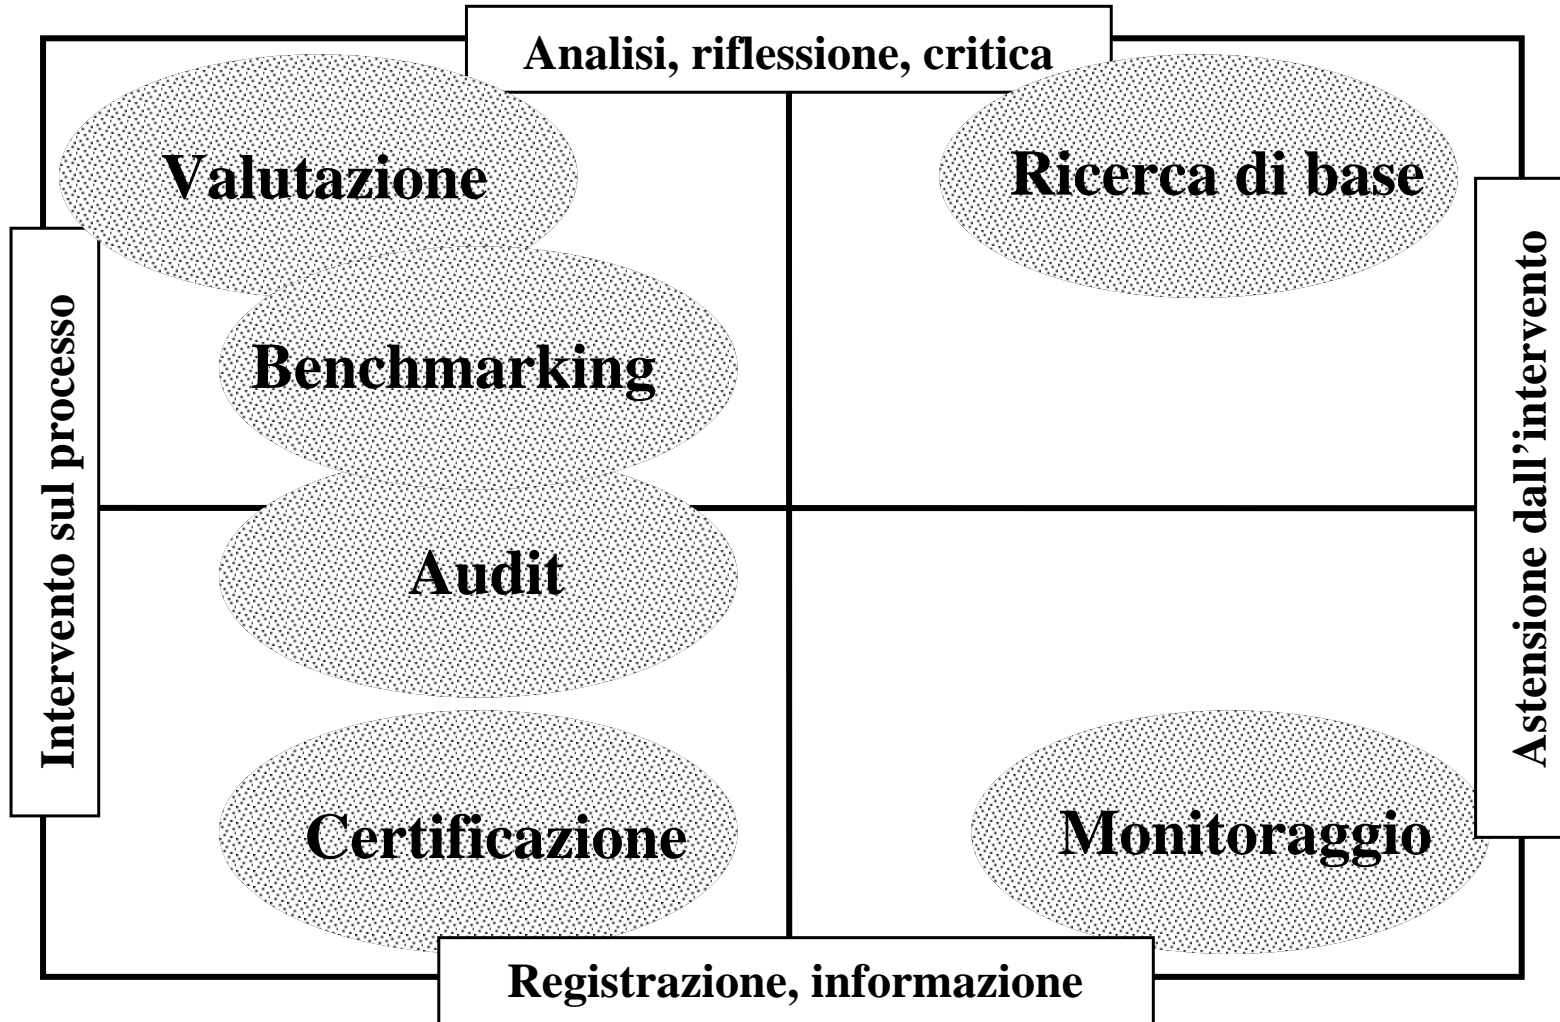 Analisi, riflessione, critica
Valutazione
Ricerca di base
Intervento sul processo
Astensione dall’intervento
Benchmarking
Audit
Certificazione
Monitoraggio
Registrazione, informazione